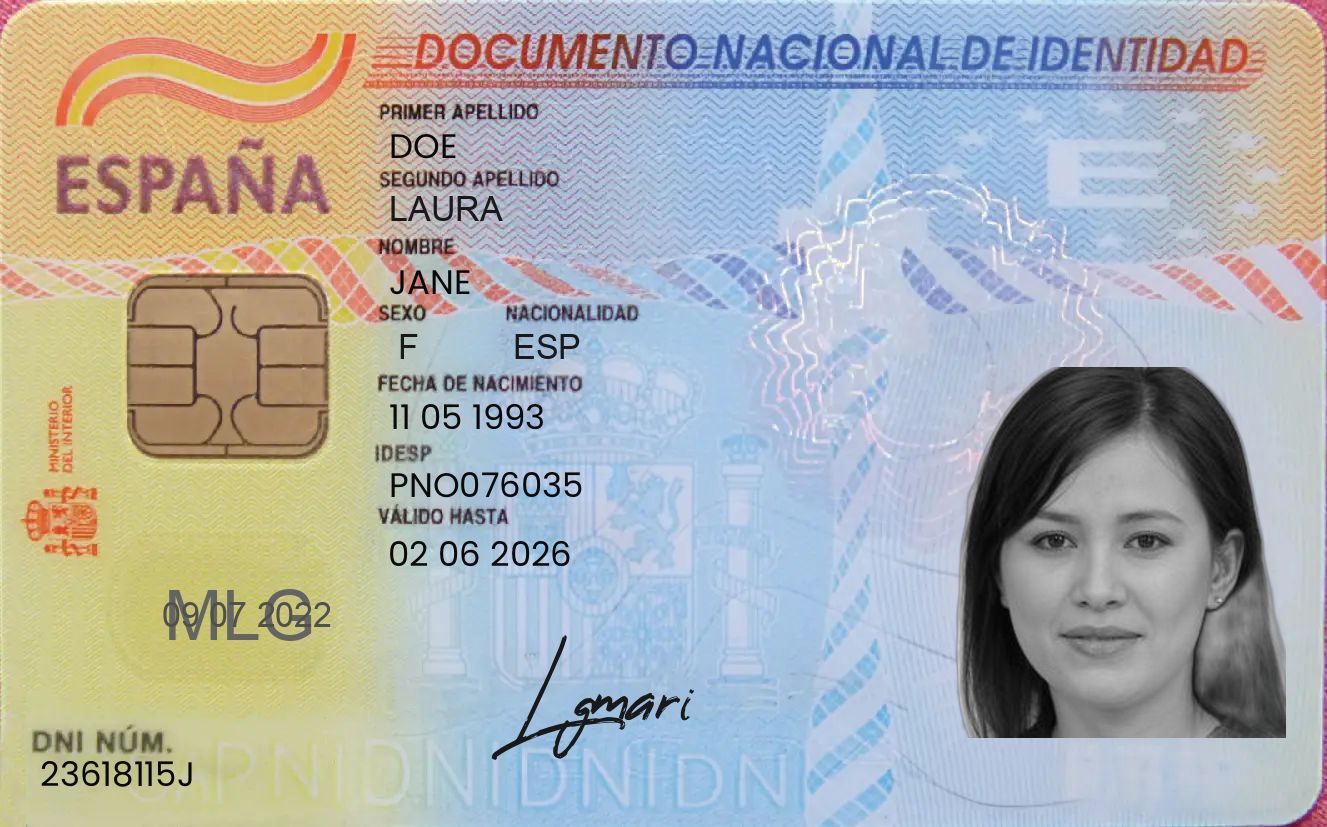 DOCUMENTO NACIONAL DE IDENTIDAD
ESPAÑA
PRIMER APELLIDO
DOE
SEGUNDO APELLIDO
LAURA
NOMBRE
JANE
SEXO NACIONALIDAD
F ESP
FECHA DE NACIMIENTO
11 05 1993
IDESP
PNO076035
VÁLIDO HASTA
02 06 2026
MINISTERIO
DEL INTERIOR
E
09 07 2022
MLG
Lgmari
DNI NÚM.
23618115J